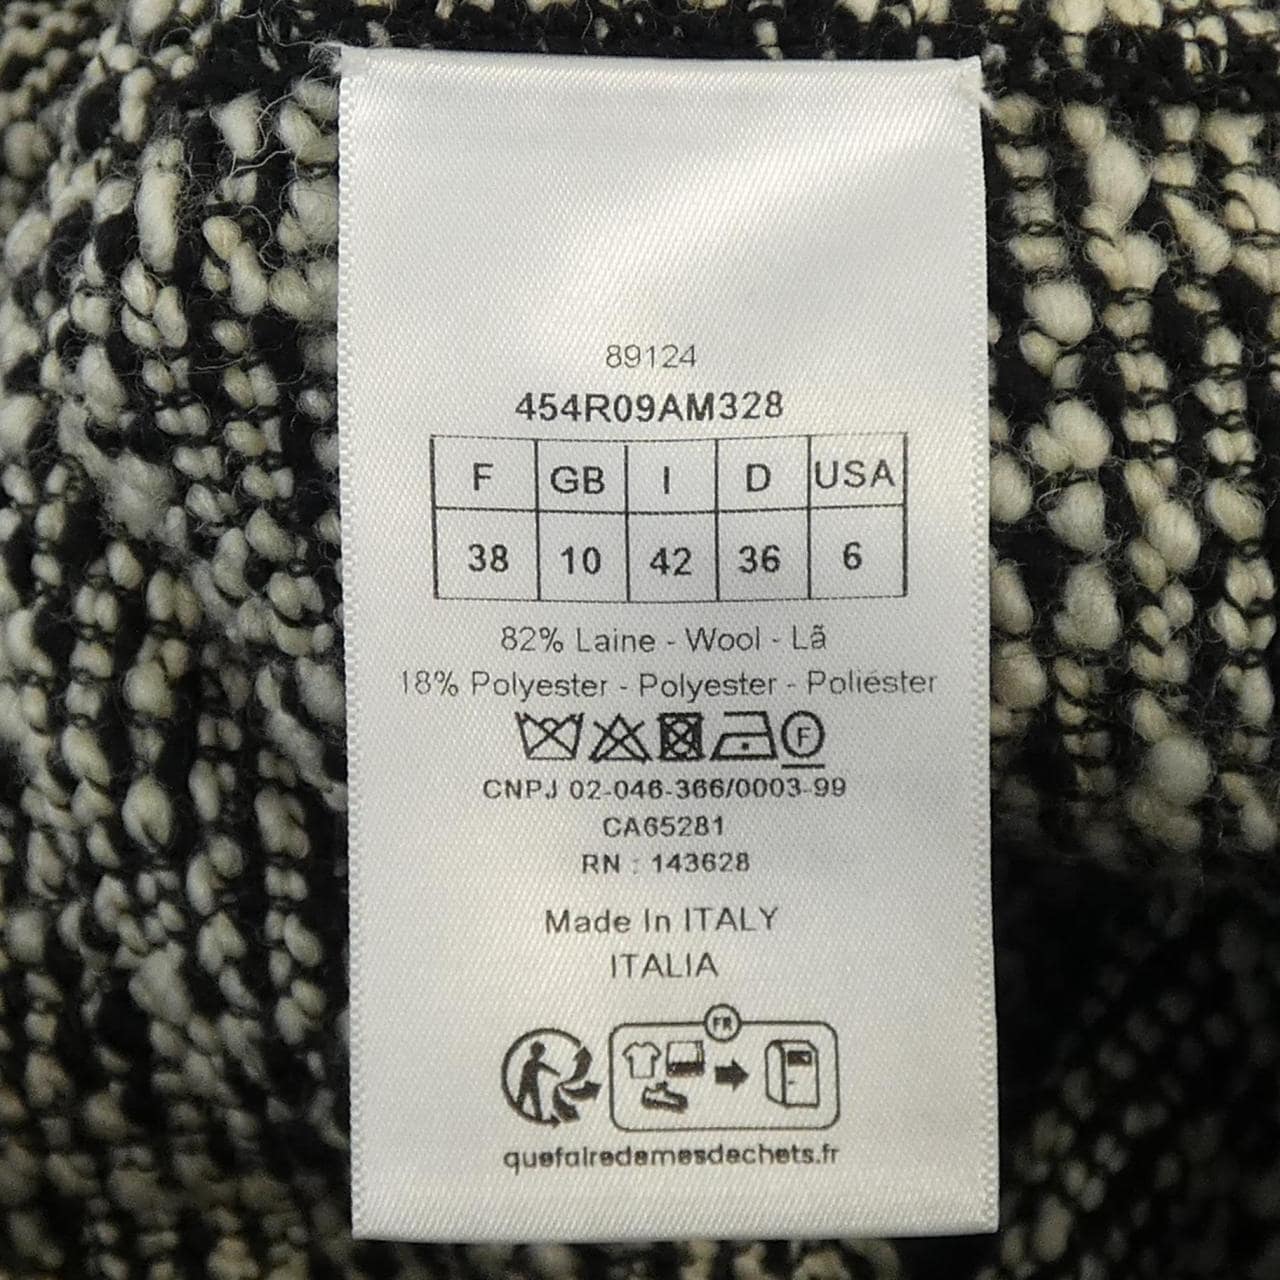 89124
454R09AM328
F GB I D USA
38 10 42 36 6
82% Laine - Wool - Lã
18% Polyester - Polyester - Poliéster
F
CNPJ 02-046-366/0003-99
CA65281
RN : 143628
Made In ITALY
ITALIA
FR
quefairedemesdechets.fr